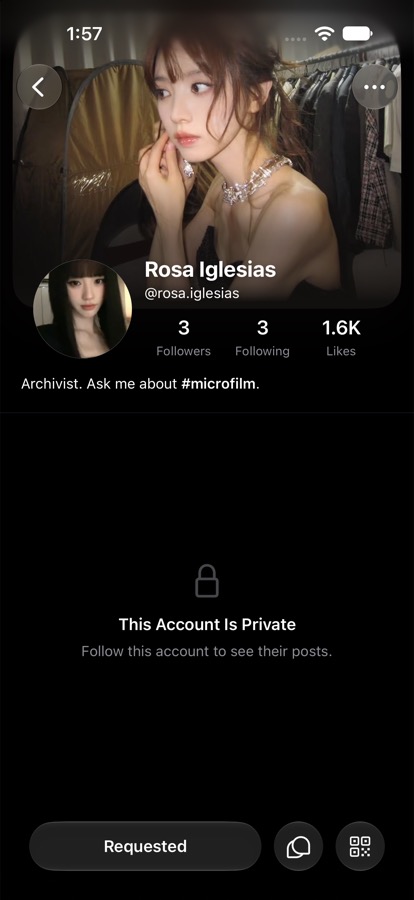 1:57
Rosa Iglesias
@rosa.iglesias
3 3 1.6K
Followers Following Likes
Archivist. Ask me about #microfilm.
This Account Is Private
Follow this account to see their posts.
Requested